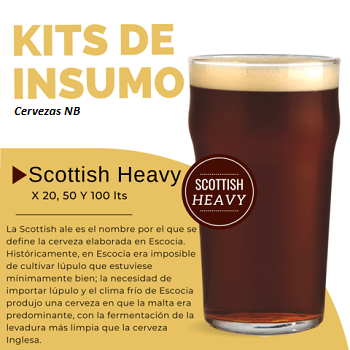 KITS DE
INSUMO
Cervezas NB
Scottish Heavy
X 20, 50 Y 100 lts
SCOTTISH
HEAVY
La Scottish ale es el nombre por el que se
define la cerveza elaborada en Escocia.
Históricamente, en Escocia era imposible
de cultivar lúpulo que estuviese
mínimamente bien; la necesidad de
importar lúpulo y el clima frío de Escocia
produjo una cerveza en que la malta era
predominante, con la fermentación de la
levadura más limpia que la cerveza
Inglesa.